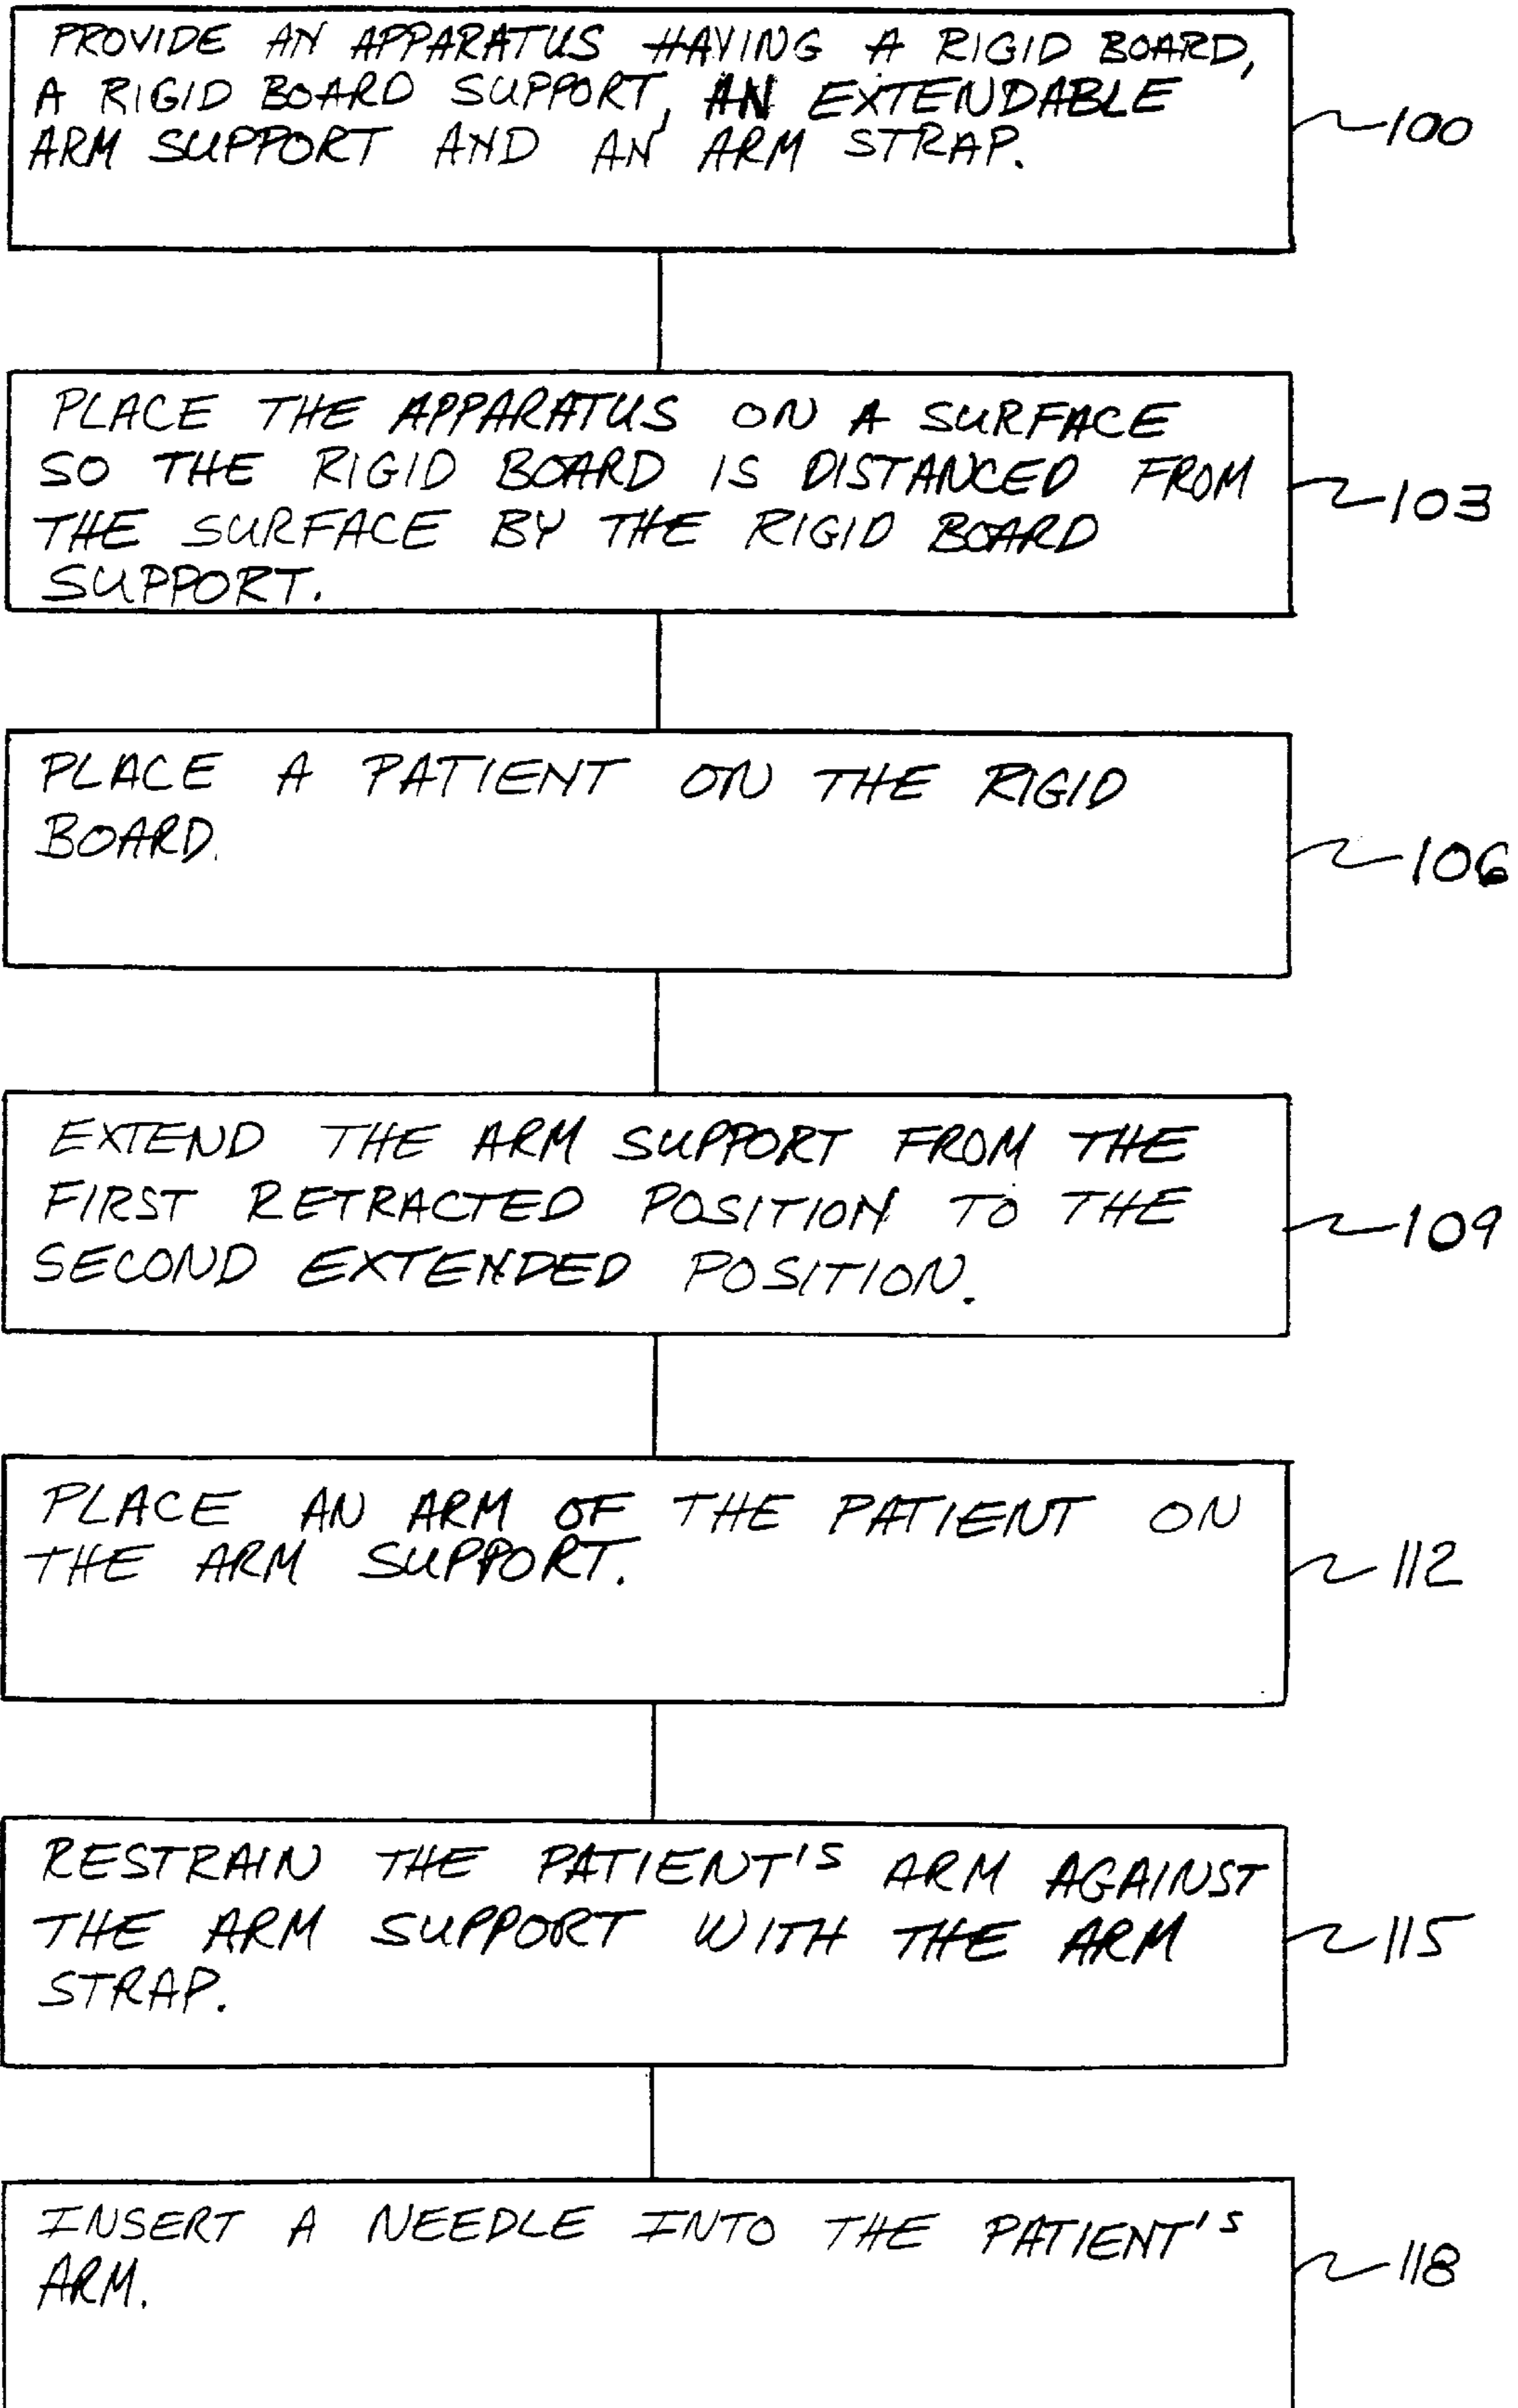 PROVIDE AN APPARATUS HAVING A RIGID BOARD,
A RIGID BOARD SUPPORT, AN EXTENDABLE
ARM SUPPORT AND AN ARM STRAP.
100
PLACE THE APPARATUS ON A SURFACE
SO THE RIGID BOARD IS DISTANCED FROM
THE SURFACE BY THE RIGID BOARD
SUPPORT.
103
PLACE A PATIENT ON THE RIGID
BOARD.
106
EXTEND THE ARM SUPPORT FROM THE
FIRST RETRACTED POSITION TO THE
SECOND EXTENDED POSITION.
109
PLACE AN ARM OF THE PATIENT ON
THE ARM SUPPORT.
112
RESTRAIN THE PATIENT'S ARM AGAINST
THE ARM SUPPORT WITH THE ARM
STRAP.
115
INSERT A NEEDLE INTO THE PATIENT'S
ARM.
118